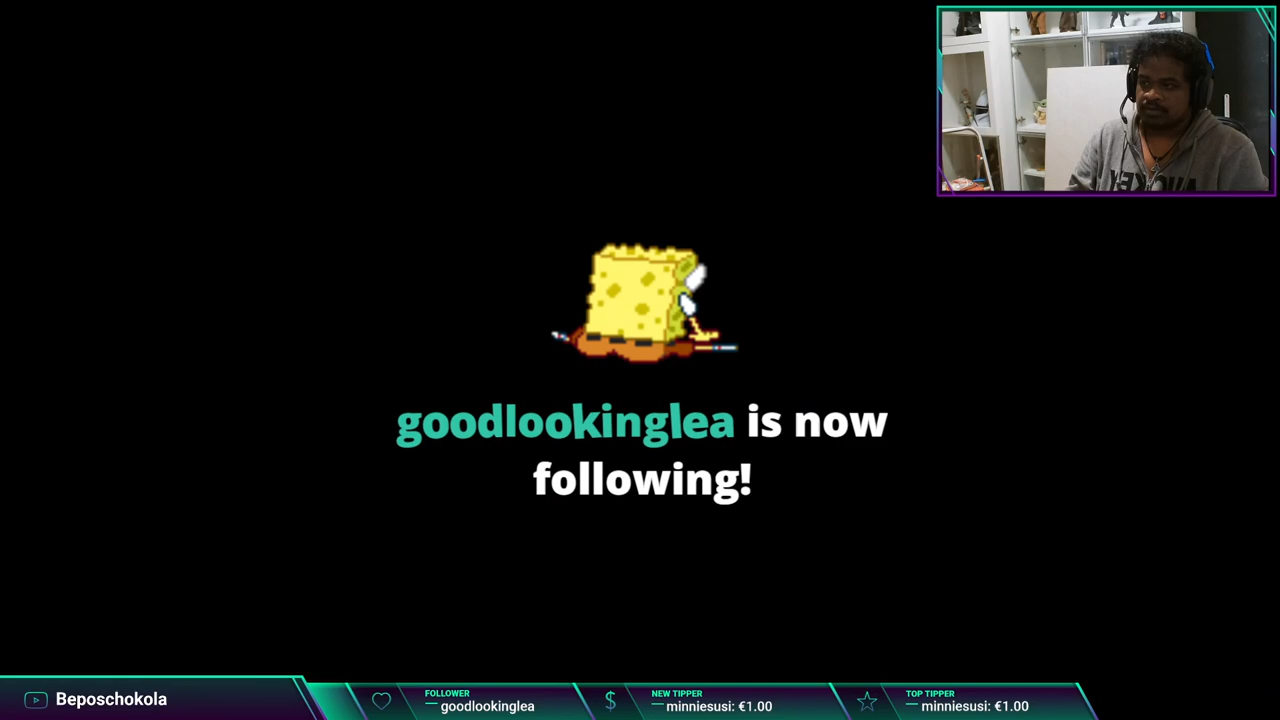 goodlookinglea is now
following!
Beposchokola
FOLLOWER
goodlookinglea
NEW TIPPER
minniesusi: €1.00
TOP TIPPER
minniesusi: €1.00